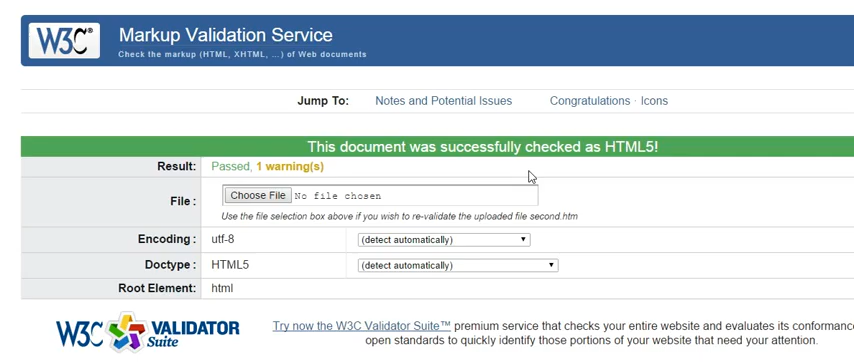 W3C® Markup Validation Service
Check the markup (HTML, XHTML, ...) of Web documents
Jump To: Notes and Potential Issues Congratulations · Icons
This document was successfully checked as HTML5!
Result: Passed, 1 warning(s)
File : Choose File No file chosen
Use the file selection box above if you wish to re-validate the uploaded file second.htm
Encoding : utf-8 (detect automatically)
Doctype : HTML5 (detect automatically)
Root Element: html
W3C VALIDATOR Suite
Try now the W3C Validator Suite™ premium service that checks your entire website and evaluates its conformanc
open standards to quickly identify those portions of your website that need your attention.